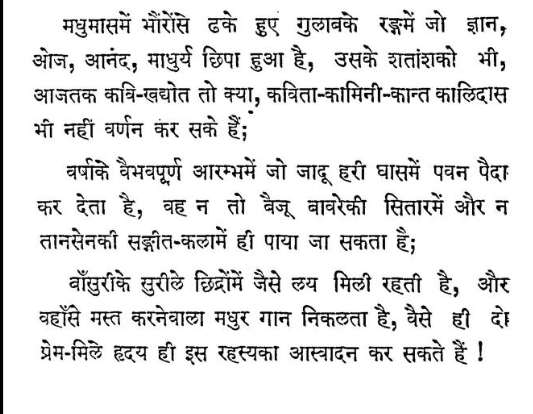 मधुमासमें भौंरोंसे ढके हुए गुलाबके रङ्गमें जो ज्ञान,
ओज, आनंद, माधुर्य छिपा हुआ है, उसके शतांशको भी,
आजतक कवि-खद्योत तो क्या, कविता-कामिनी-कान्त कालिदास
भी नहीं वर्णन कर सके हैं;
वर्षाके वैभवपूर्ण आरम्भमें जो जादू हरी घासमें पवन पैदा
कर देता है, वह न तो बैजू बावरेकी सितारमें और न
तानसेनकी सङ्गीत-कलामें ही पाया जा सकता है;
बाँसुरीके सुरीले छिद्रोंमें जैसे लय मिली रहती है, और
वहाँसे मस्त करनेवाला मधुर गान निकलता है, वैसे ही दो
प्रेम-मिले हृदय ही इस रहस्यका आस्वादन कर सकते हैं !